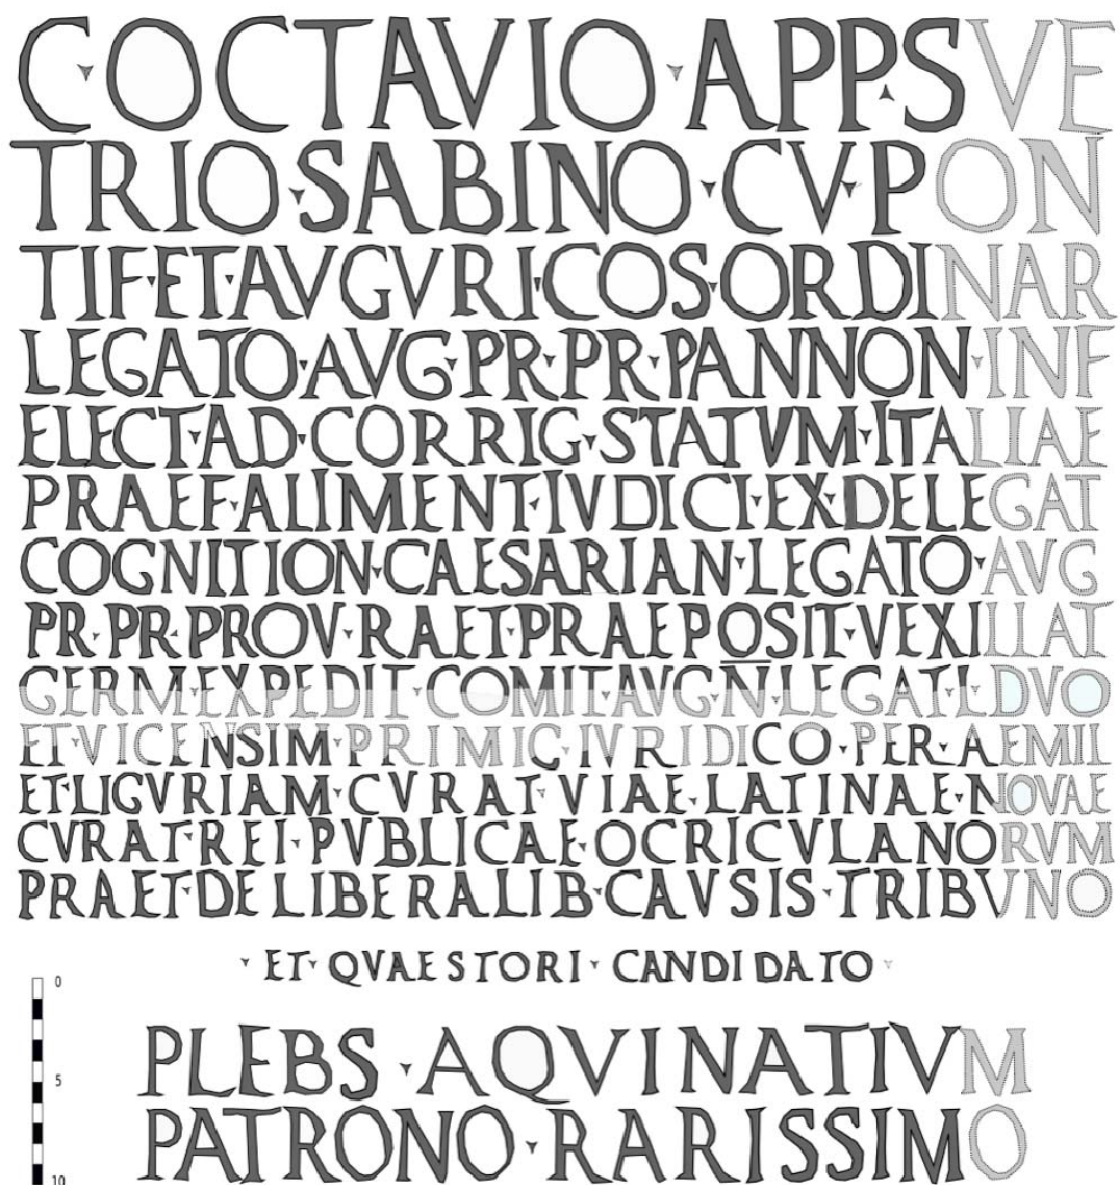 C·OCTAVIO·APP·SVE
TRIO·SABINO·C·V·PON
TIF·ET·AVGVRI·COS·ORDINAR
LEGATO·AVG·PR·PR·PANNON·INF
ELECT·AD·CORRIG·STATVM·ITALIAE
PRAEF·ALIMENT·IVDICI·EX·DELEGAT
COGNITION·CAESARIAN·LEGATO·AVG
PR·PR·PROV·RAET·PRAEPOSIT·VEXILLAT
GERM·EXPEDIT·COMIT·AVG·N·LEGAT·L·DVO
ET·VICENSIM·PRIMIG·IVRIDICO·PER·AEMIL
ET·LIGVRIAM·CVRAT·VIAE·LATINAE·NOVAE
CVRAT·REI·PVBLICAE·OCRICVLANORVM
PRAET·DE LIBERALIB·CAVSIS·TRIBVNO
·ET·QVAESTORI·CANDIDATO·
0
PLEBS·AQVINATIVM
5
PATRONO·RARISSIMO
10